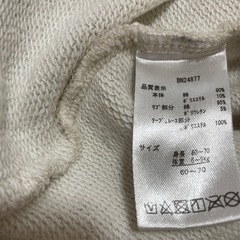 BN24877
品質表示
本体 綿 90%
ポリエステル 10%
リブ部分 綿 95%
ポリウレタン 5%
テープ、レース部分
ポリエステル 100%
サイズ
身長 60~70
体重 6~9kg
60~70